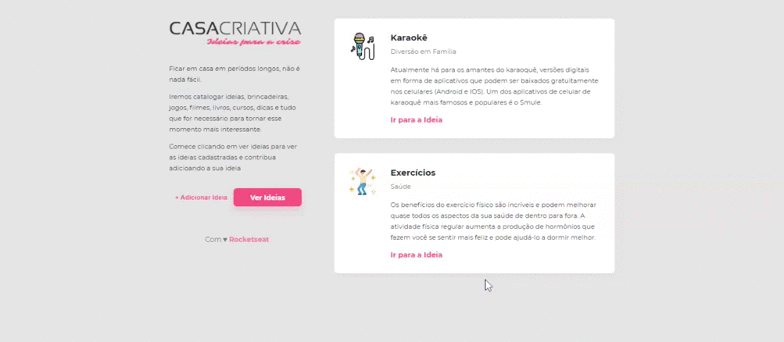 CASACRIATIVA
Ideias para a crise
Ficar em casa em períodos longos, não é
nada fácil.
Iremos catalogar ideias, brincadeiras,
jogos, filmes, livros, cursos, dicas e tudo
que for necessário para tornar esse
momento mais interessante.
Comece clicando em ver ideias para ver
as ideias cadastradas e contribua
adicioando a sua ideia.
+ Adicionar Ideia
Ver Ideias
Com ♥ Rocketseat
Karaokê
Diversão em Família
Atualmente há para os amantes do karaoquê, versões digitais
em forma de aplicativos que podem ser baixados gratuitamente
nos celulares (Android e IOS). Um dos aplicativos de celular de
karaokê mais famosos e populares é o Smule.
Ir para a Ideia
Exercícios
Saúde
Os benefícios do exercício físico são incríveis e podem melhorar
quase todos os aspectos da sua saúde de dentro para fora. A
atividade física regular aumenta a produção de hormônios que
fazem você se sentir mais feliz e pode ajudá-lo a dormir melhor.
Ir para a Ideia